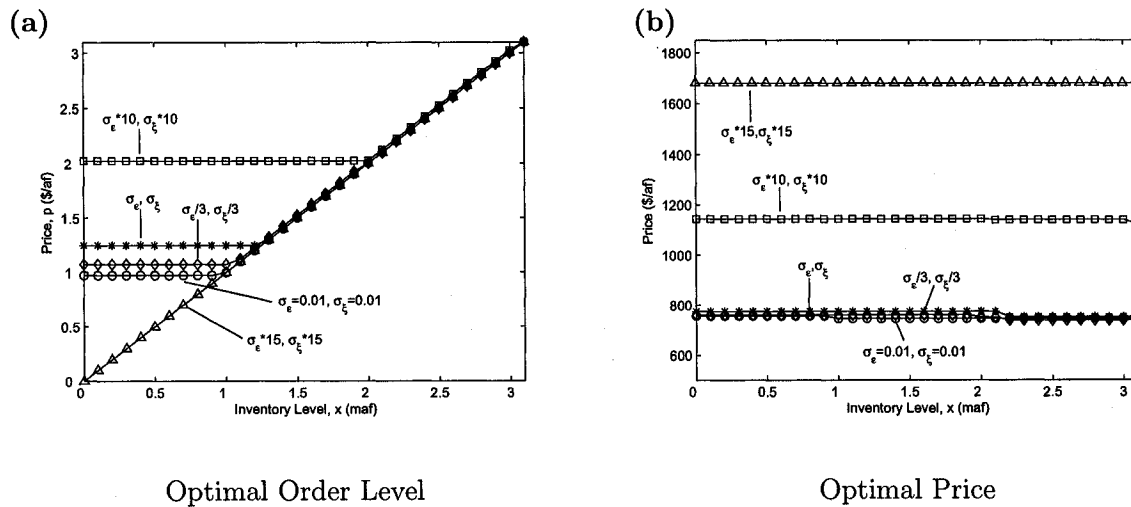 (a)
3
2.5
2
1.5
1
0.5
0
Price, p ($/af)
σε*10, σξ*10
σε, σξ
σε/3, σξ/3
σε=0.01, σξ=0.01
σε*15, σξ*15
0 0.5 1 1.5 2 2.5 3
Inventory Level, x (maf)
Optimal Order Level
(b)
1800
1600
1400
1200
1000
800
600
Price ($/af)
σε*15,σξ*15
σε*10, σξ*10
σε,σξ
σε/3, σξ/3
σε=0.01, σξ=0.01
0 0.5 1 1.5 2 2.5 3
Inventory Level, x (maf)
Optimal Price